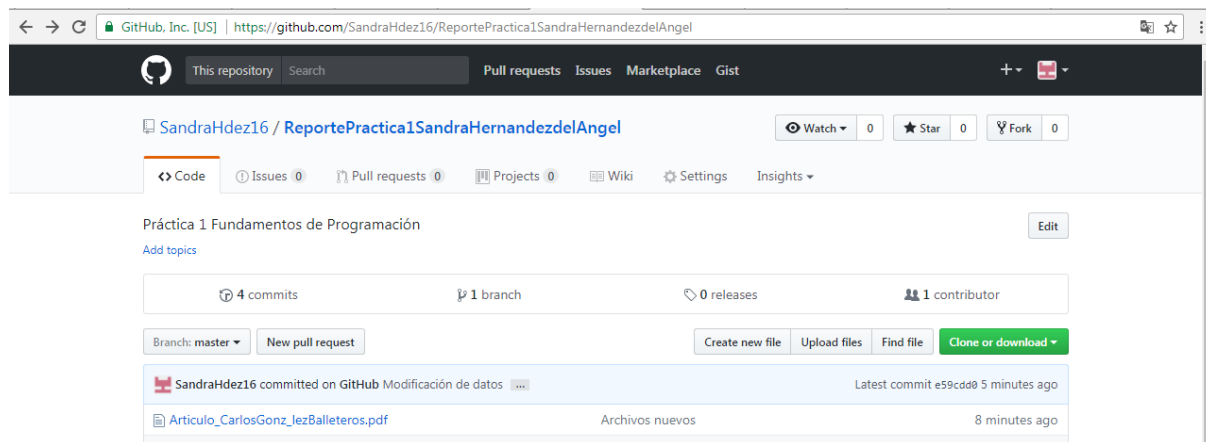 GitHub, Inc. [US] | https://github.com/SandraHdez16/ReportePractica1SandraHernandezdelAngel
This repository Search Pull requests Issues Marketplace Gist
SandraHdez16 / ReportePractica1SandraHernandezdelAngel Watch 0 Star 0 Fork 0
Code Issues 0 Pull requests 0 Projects 0 Wiki Settings Insights
Práctica 1 Fundamentos de Programación Edit
Add topics
4 commits 1 branch 0 releases 1 contributor
Branch: master New pull request Create new file Upload files Find file Clone or download
SandraHdez16 committed on GitHub Modificación de datos ... Latest commit e59cdd0 5 minutes ago
Articulo_CarlosGonz_lezBalleteros.pdf Archivos nuevos 8 minutes ago